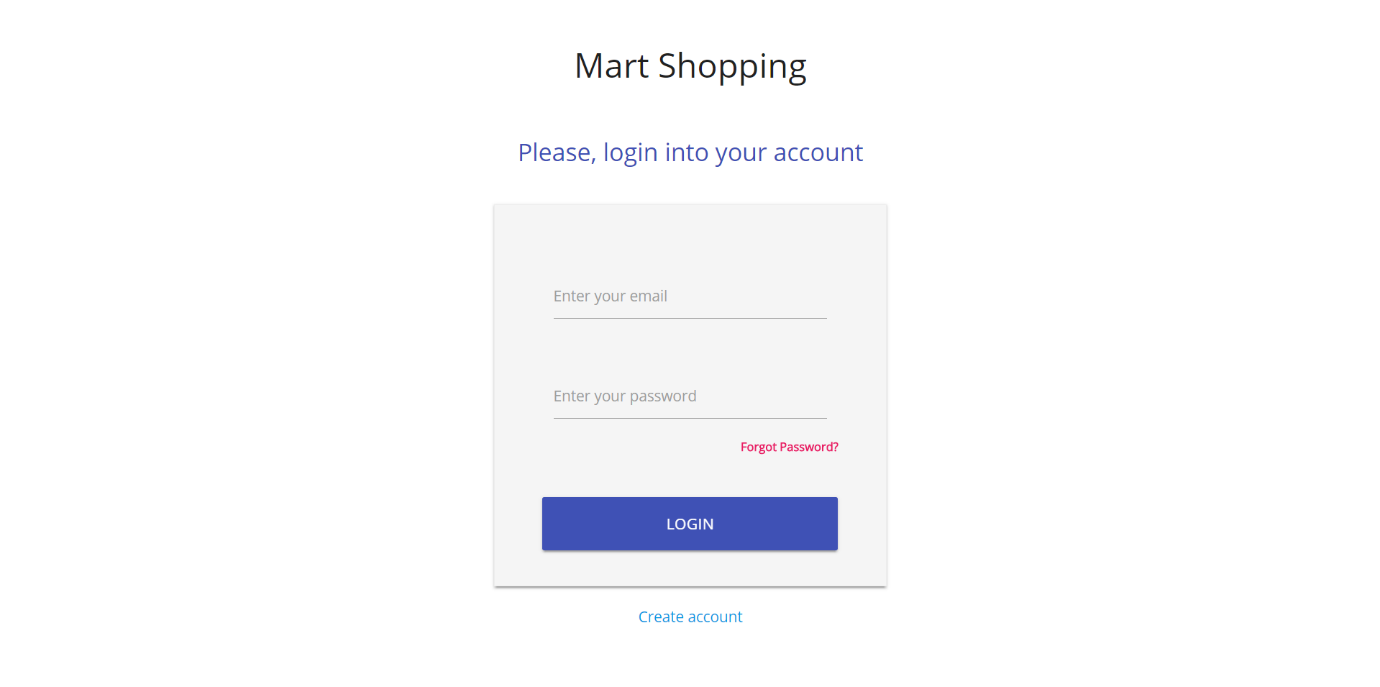 Mart Shopping
Please, login into your account
Enter your email
Enter your password
Forgot Password?
LOGIN
Create account